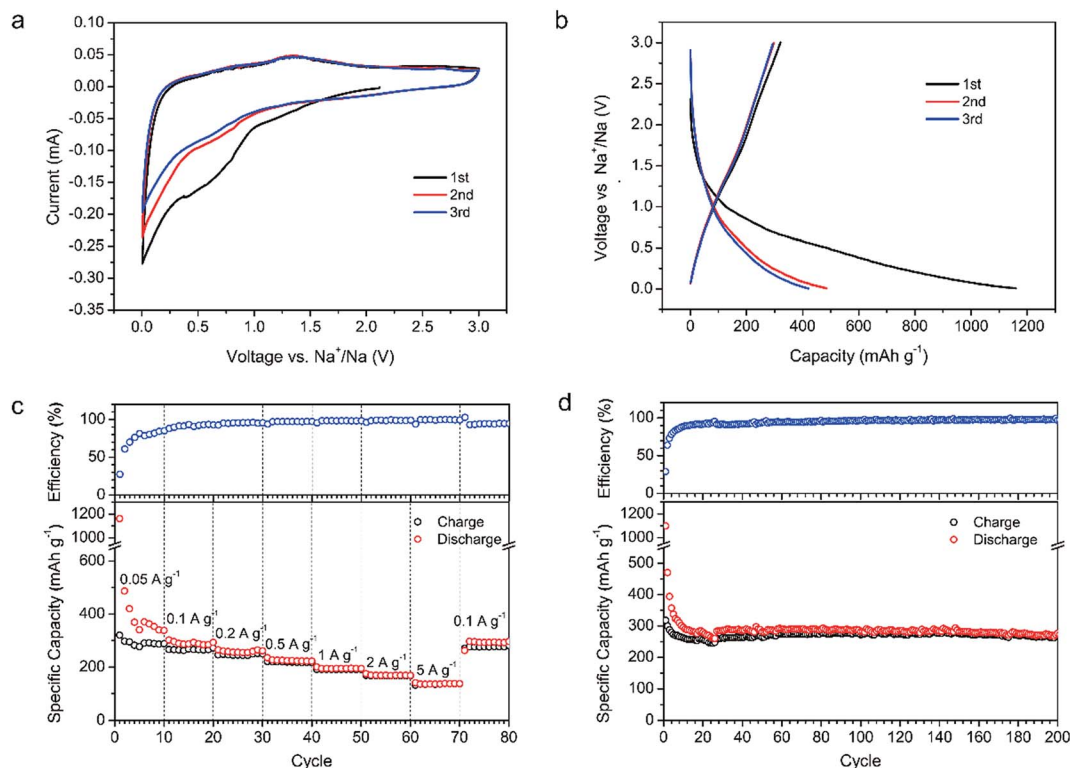 a
0.10
0.05
0.00
-0.05
-0.10
-0.15
-0.20
-0.25
-0.30
-0.35
Current (mA)
1st
2nd
3rd
0.0 0.5 1.0 1.5 2.0 2.5 3.0
Voltage vs. Na⁺/Na (V)
b
3.0
2.5
2.0
1.5
1.0
0.5
0.0
Voltage vs Na⁺/Na (V)
1st
2nd
3rd
0 200 400 600 800 1000 1200
Capacity (mAh g⁻¹)
c
Efficiency (%)
100
50
0
Specific Capacity (mAh g⁻¹)
1200
1000
600
400
200
0
Charge
Discharge
0.05 A g⁻¹
0.1 A g⁻¹
0.2 A g⁻¹
0.5 A g⁻¹
1 A g⁻¹
2 A g⁻¹
5 A g⁻¹
0.1 A g⁻¹
0 10 20 30 40 50 60 70 80
Cycle
d
Efficiency (%)
100
50
0
Specific Capacity (mAh g⁻¹)
1200
1000
500
400
300
200
100
0
Charge
Discharge
0 20 40 60 80 100 120 140 160 180 200
Cycle